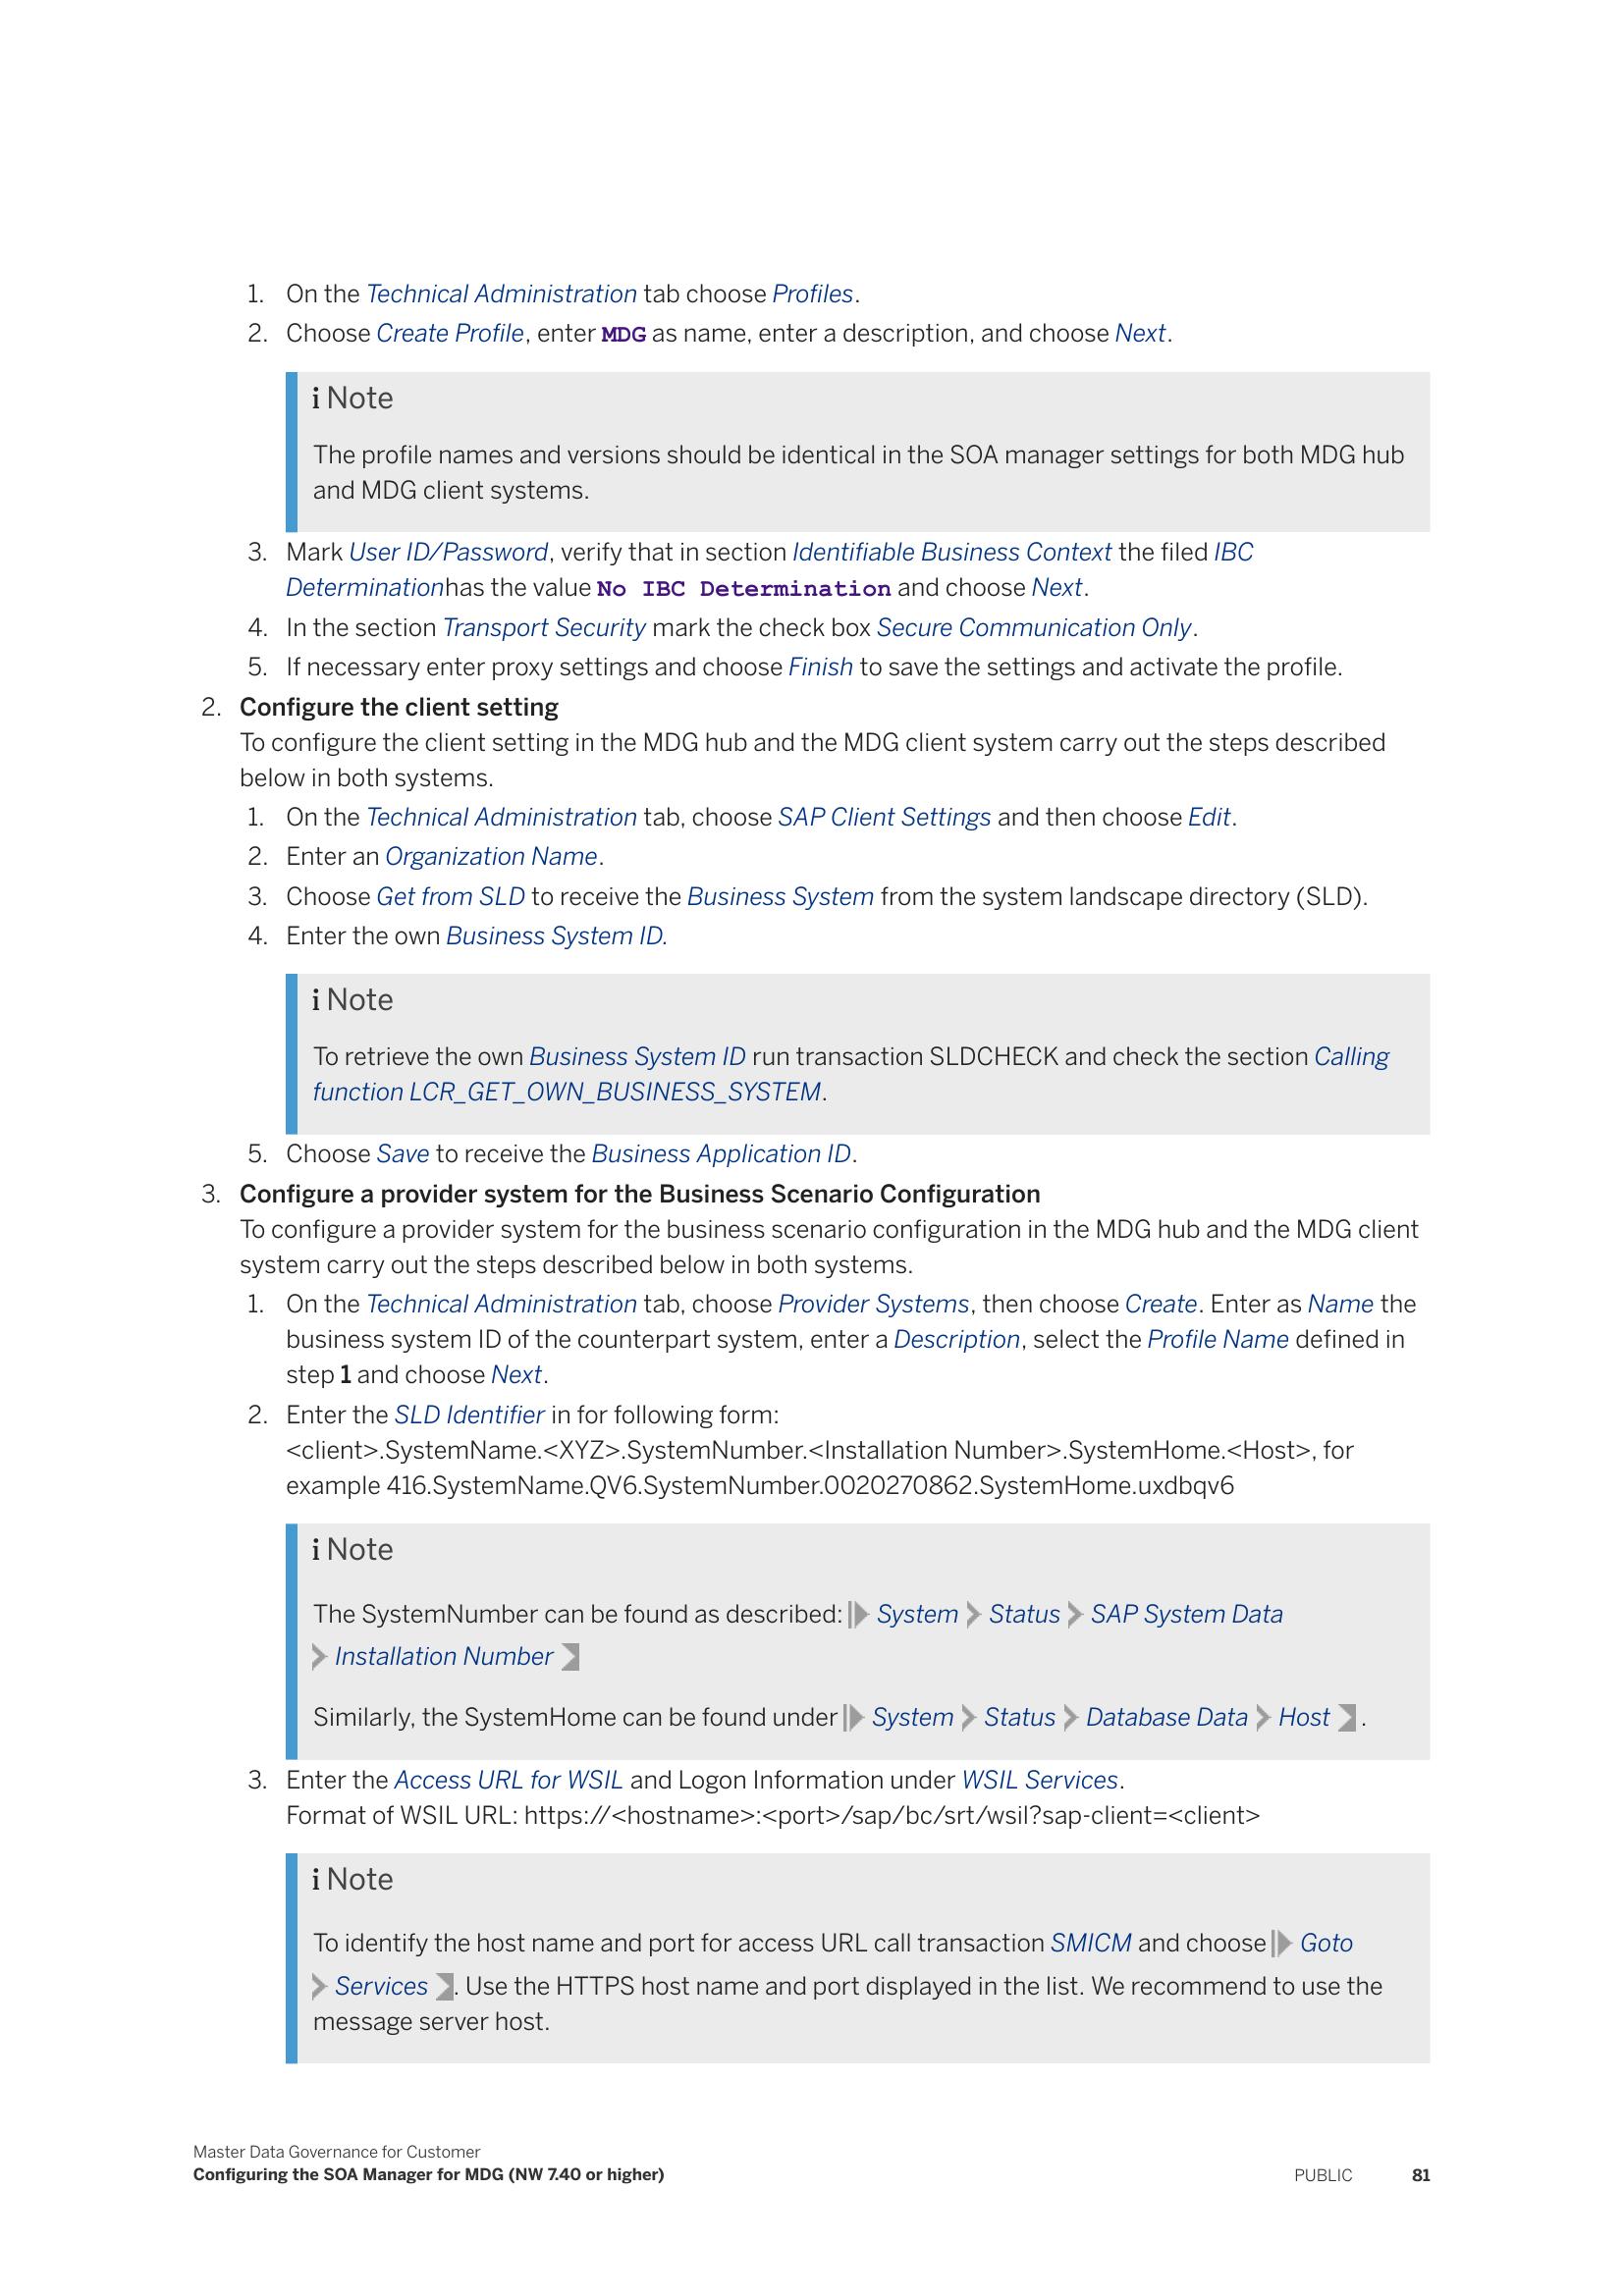 1. On the Technical Administration tab choose Profiles.
2. Choose Create Profile, enter MDG as name, enter a description, and choose Next.
i Note
The profile names and versions should be identical in the SOA manager settings for both MDG hub
and MDG client systems.
3. Mark User ID/Password, verify that in section Identifiable Business Context the filed IBC
Determinationhas the value No IBC Determination and choose Next.
4. In the section Transport Security mark the check box Secure Communication Only.
5. If necessary enter proxy settings and choose Finish to save the settings and activate the profile.
2. Configure the client setting
To configure the client setting in the MDG hub and the MDG client system carry out the steps described
below in both systems.
1. On the Technical Administration tab, choose SAP Client Settings and then choose Edit.
2. Enter an Organization Name.
3. Choose Get from SLD to receive the Business System from the system landscape directory (SLD).
4. Enter the own Business System ID.
i Note
To retrieve the own Business System ID run transaction SLDCHECK and check the section Calling
function LCR_GET_OWN_BUSINESS_SYSTEM.
5. Choose Save to receive the Business Application ID.
3. Configure a provider system for the Business Scenario Configuration
To configure a provider system for the business scenario configuration in the MDG hub and the MDG client
system carry out the steps described below in both systems.
1. On the Technical Administration tab, choose Provider Systems, then choose Create. Enter as Name the
business system ID of the counterpart system, enter a Description, select the Profile Name defined in
step 1 and choose Next.
2. Enter the SLD Identifier in for following form:
<client>.SystemName.<XYZ>.SystemNumber.<Installation Number>.SystemHome.<Host>, for
example 416.SystemName.QV6.SystemNumber.0020270862.SystemHome.uxdbqv6
i Note
The SystemNumber can be found as described: System Status SAP System Data
Installation Number
Similarly, the SystemHome can be found under System Status Database Data Host .
3. Enter the Access URL for WSIL and Logon Information under WSIL Services.
Format of WSIL URL: https://<hostname>:<port>/sap/bc/srt/wsil?sap-client=<client>
i Note
To identify the host name and port for access URL call transaction SMICM and choose Goto
Services . Use the HTTPS host name and port displayed in the list. We recommend to use the
message server host.
Master Data Governance for Customer
Configuring the SOA Manager for MDG (NW 7.40 or higher)
PUBLIC 81